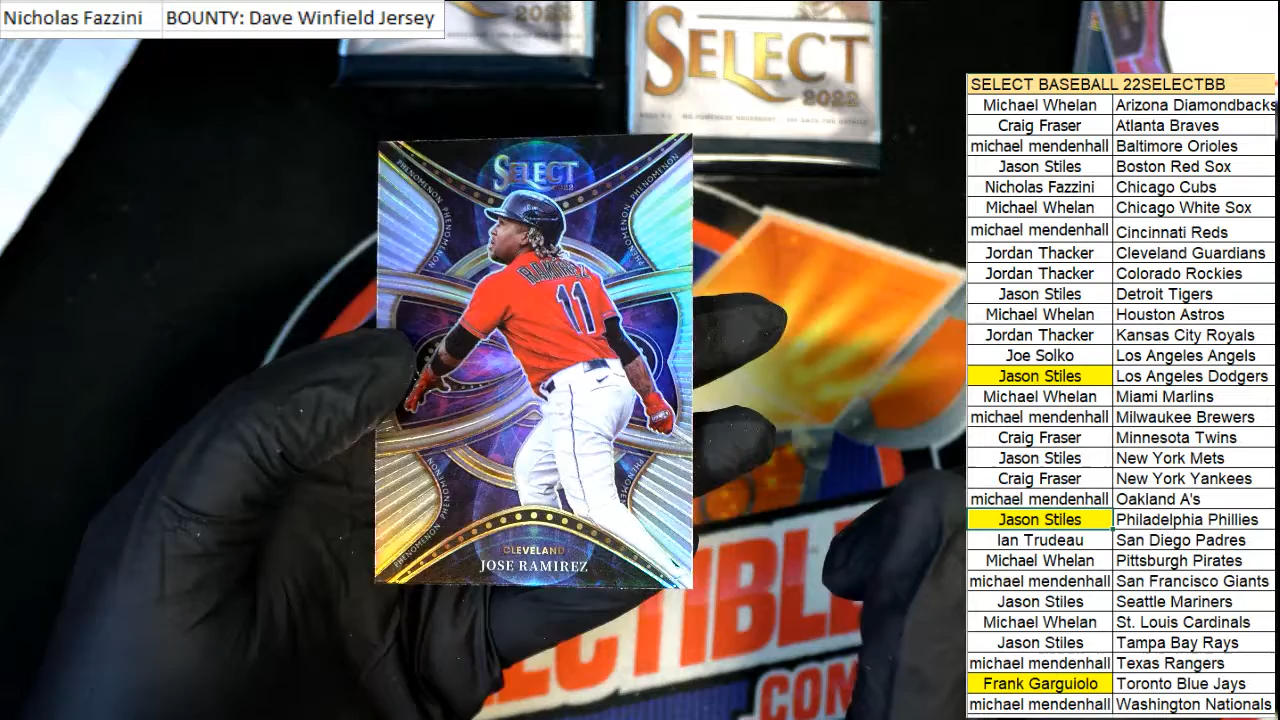 Nicholas Fazzini BOUNTY: Dave Winfield Jersey
2022
SELECT
2022
SELECT
2022
PHENOMENON PHENOMENON
PHENOMENON PHENOMENON
RAMIREZ
11
PHENOMENON PHENOMENON
CLEVELAND
JOSE RAMIREZ
ECTIBLE
.COM
SELECT BASEBALL 22SELECTBB
Michael Whelan Arizona Diamondbacks
Craig Fraser Atlanta Braves
michael mendenhall Baltimore Orioles
Jason Stiles Boston Red Sox
Nicholas Fazzini Chicago Cubs
Michael Whelan Chicago White Sox
michael mendenhall Cincinnati Reds
Jordan Thacker Cleveland Guardians
Jordan Thacker Colorado Rockies
Jason Stiles Detroit Tigers
Michael Whelan Houston Astros
Jordan Thacker Kansas City Royals
Joe Solko Los Angeles Angels
Jason Stiles Los Angeles Dodgers
Michael Whelan Miami Marlins
michael mendenhall Milwaukee Brewers
Craig Fraser Minnesota Twins
Jason Stiles New York Mets
Craig Fraser New York Yankees
michael mendenhall Oakland A's
Jason Stiles Philadelphia Phillies
Ian Trudeau San Diego Padres
Michael Whelan Pittsburgh Pirates
michael mendenhall San Francisco Giants
Jason Stiles Seattle Mariners
Michael Whelan St. Louis Cardinals
Jason Stiles Tampa Bay Rays
michael mendenhall Texas Rangers
Frank Garguiolo Toronto Blue Jays
michael mendenhall Washington Nationals